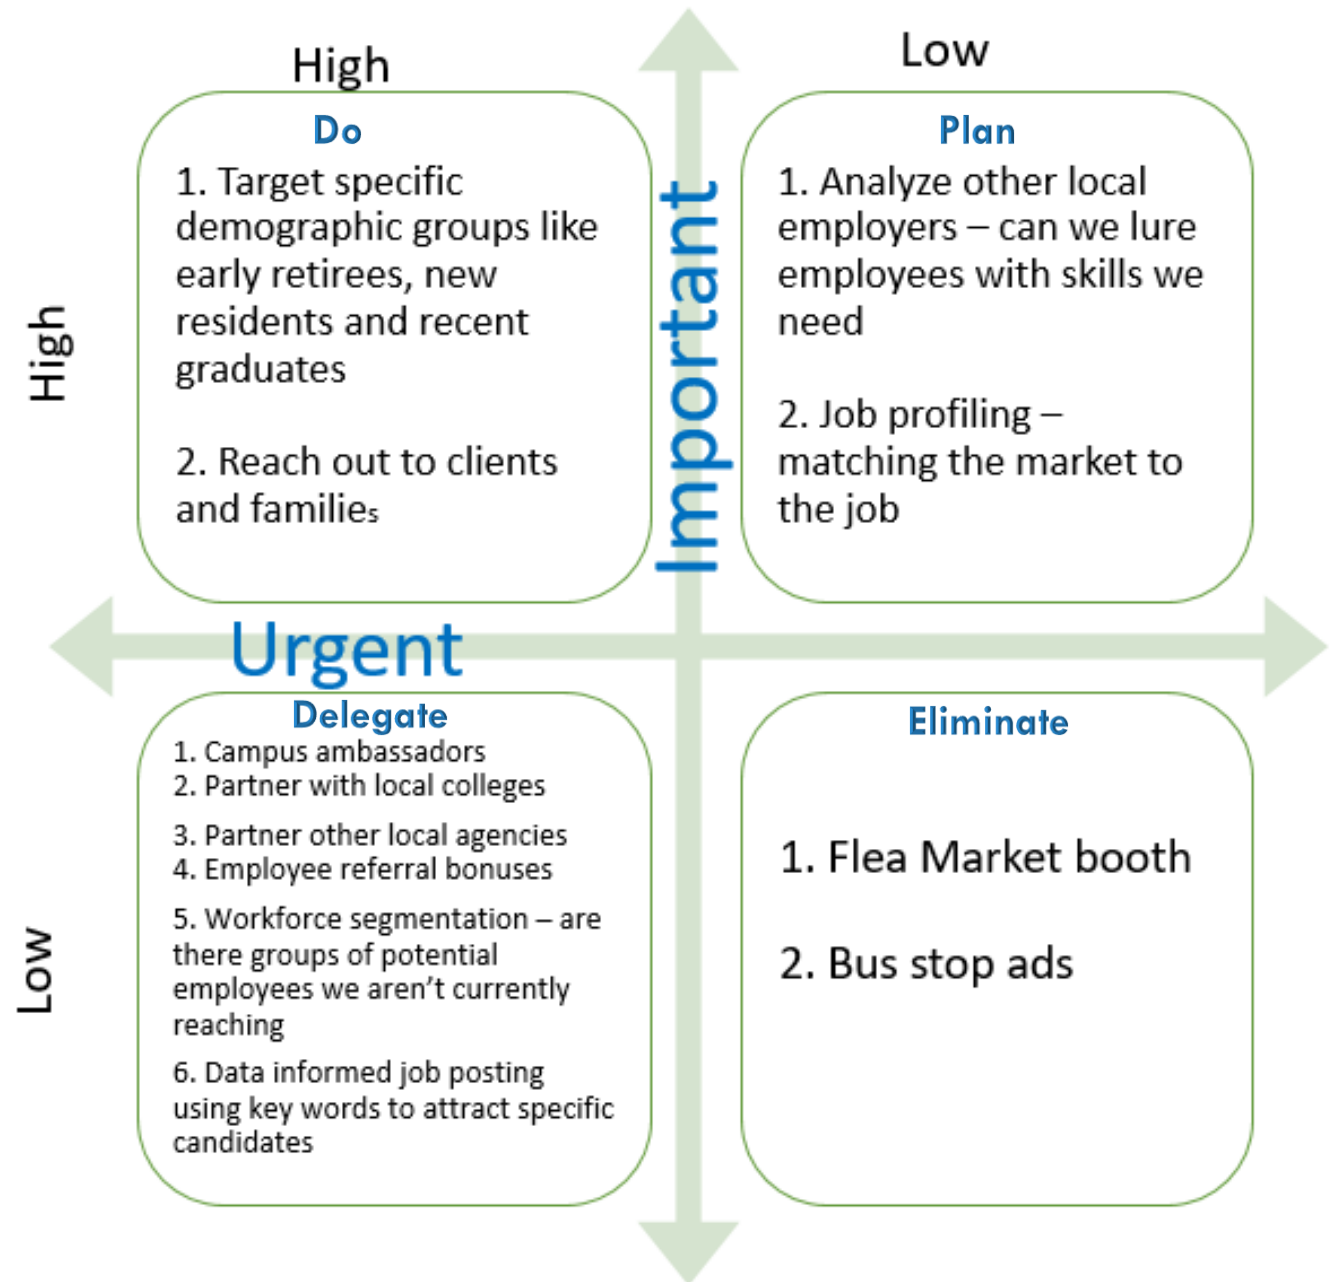 High
Low
High
Do
1. Target specific
demographic groups like
early retirees, new
residents and recent
graduates
2. Reach out to clients
and families
Important
Plan
1. Analyze other local
employers – can we lure
employees with skills we
need
2. Job profiling –
matching the market to
the job
Urgent
Low
Delegate
1. Campus ambassadors
2. Partner with local colleges
3. Partner other local agencies
4. Employee referral bonuses
5. Workforce segmentation – are
there groups of potential
employees we aren't currently
reaching
6. Data informed job posting
using key words to attract specific
candidates
Eliminate
1. Flea Market booth
2. Bus stop ads